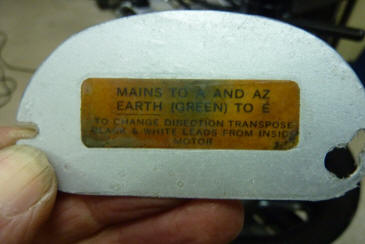 MAINS TO A AND AZ
EARTH (GREEN) TO E
TO CHANGE DIRECTION TRANSPOSE
BLACK & WHITE LEADS FROM INSIDE
MOTOR